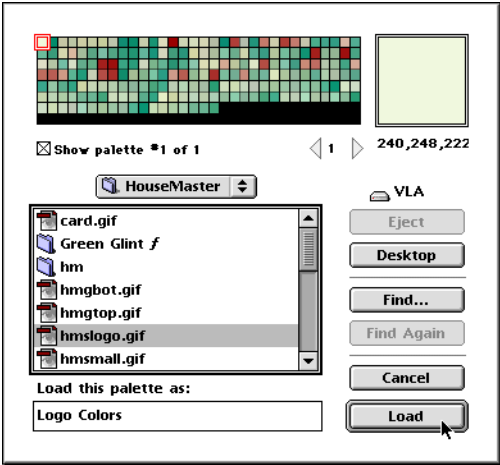 Show palette #1 of 1
1
240,248,222
HouseMaster
VLA
card.gif
Green Glint ƒ
hm
hmgbot.gif
hmgtop.gif
hmslogo.gif
hmsmall.gif
Eject
Desktop
Find...
Find Again
Cancel
Load
Load this palette as:
Logo Colors